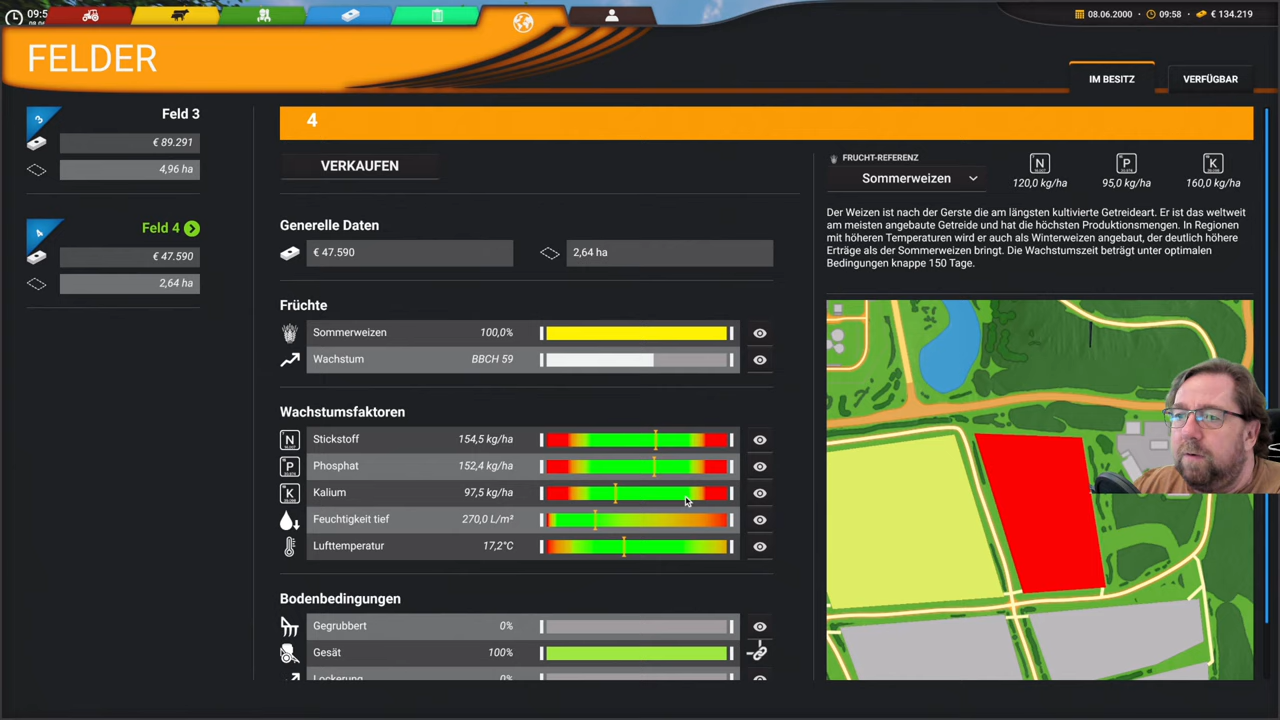 09:5
08.06.2000
09:58
€ 134.219
FELDER
IM BESITZ
VERFÜGBAR
3
Feld 3
€ 89.291
4,96 ha
4
Feld 4
€ 47.590
2,64 ha
4
VERKAUFEN
Generelle Daten
€ 47.590
2,64 ha
Früchte
Sommerweizen 100,0%
Wachstum BBCH 59
Wachstumsfaktoren
N Stickstoff 154,5 kg/ha
P Phosphat 152,4 kg/ha
K Kalium 97,5 kg/ha
Feuchtigkeit tief 270,0 L/m²
Lufttemperatur 17,2°C
Bodenbedingungen
Gegrubbert 0%
Gesät 100%
Lockerung 0%
FRUCHT-REFERENZ
Sommerweizen
N
120,0 kg/ha
P
95,0 kg/ha
K
160,0 kg/ha
Der Weizen ist nach der Gerste die am längsten kultivierte Getreideart. Er ist das weltweit
am meisten angebaute Getreide und hat die höchsten Produktionsmengen. In Regionen
mit höheren Temperaturen wird er auch als Winterweizen angebaut, der deutlich höhere
Erträge als der Sommerweizen bringt. Die Wachstumszeit beträgt unter optimalen
Bedingungen knappe 150 Tage.